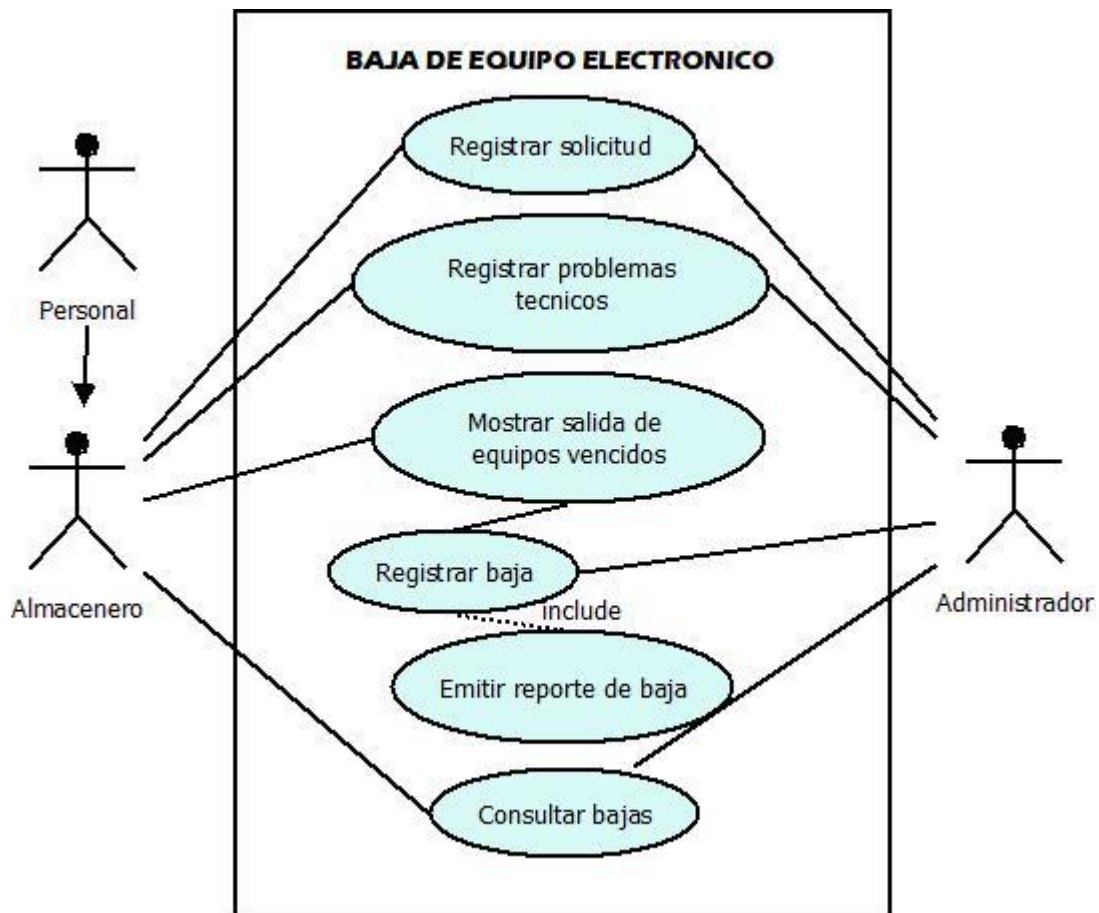 BAJA DE EQUIPO ELECTRONICO
Registrar solicitud
Registrar problemas
tecnicos
Personal
Mostrar salida de
equipos vencidos
Registrar baja
include
Almacenero
Administrador
Emitir reporte de baja
Consultar bajas